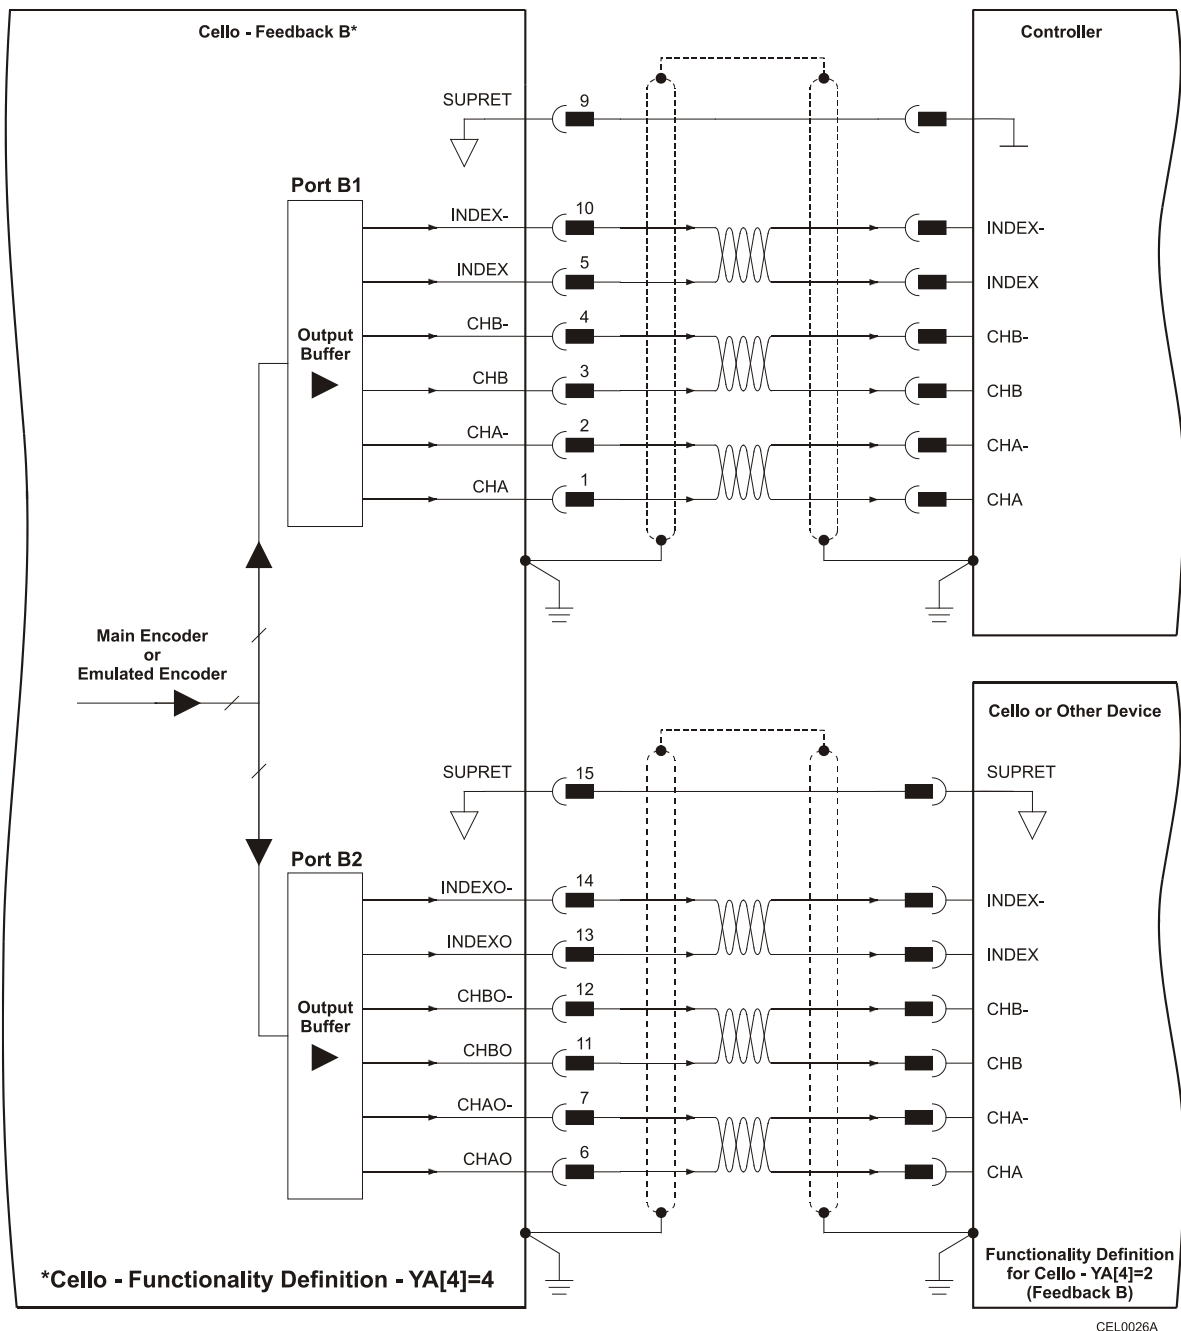 Cello - Feedback B*
Controller
SUPRET
9
Port B1
INDEX-
10
INDEX-
INDEX
5
INDEX
Output
Buffer
CHB-
4
CHB-
CHB
3
CHB
CHA-
2
CHA-
CHA
1
CHA
Main Encoder
or
Emulated Encoder
Cello or Other Device
SUPRET
15
SUPRET
Port B2
INDEXO-
14
INDEX-
INDEXO
13
INDEX
Output
Buffer
CHBO-
12
CHB-
CHBO
11
CHB
CHAO-
7
CHA-
CHAO
6
CHA
*Cello - Functionality Definition - YA[4]=4
Functionality Definition
for Cello - YA[4]=2
(Feedback B)
CEL0026A